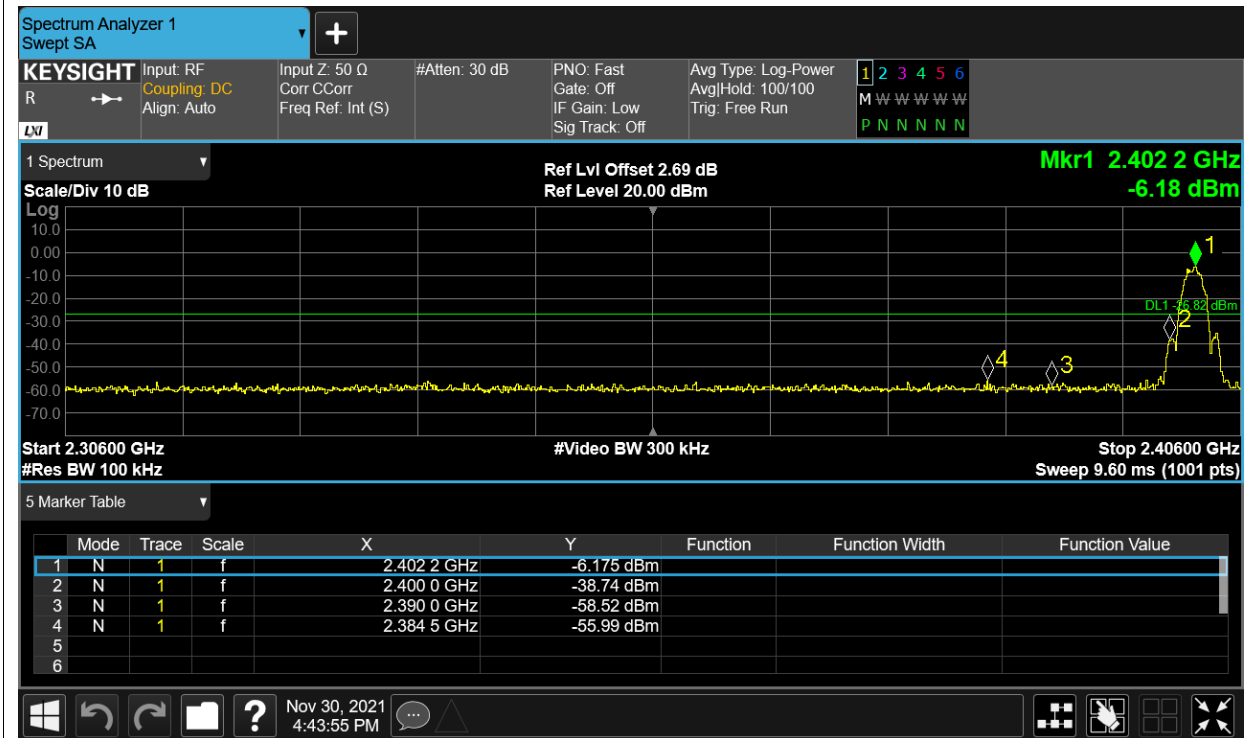 Spectrum Analyzer 1
Swept SA
+
KEYSIGHT
R
LXI
Input: RF
Coupling: DC
Align: Auto
Input Z: 50 Ω
Corr CCorr
Freq Ref: Int (S)
#Atten: 30 dB
PNO: Fast
Gate: Off
IF Gain: Low
Sig Track: Off
Avg Type: Log-Power
Avg|Hold: 100/100
Trig: Free Run
1 2 3 4 5 6
M W W W W W
P N N N N N
1 Spectrum
Scale/Div 10 dB
Ref Lvl Offset 2.69 dB
Ref Level 20.00 dBm
Mkr1 2.402 2 GHz
-6.18 dBm
Log
10.0
0.00
-10.0
-20.0
-30.0
-40.0
-50.0
-60.0
-70.0
1
DL1 -26.82 dBm
2
4
3
Start 2.30600 GHz
#Video BW 300 kHz
Stop 2.40600 GHz
#Res BW 100 kHz
Sweep 9.60 ms (1001 pts)
5 Marker Table
Mode Trace Scale X Y Function Function Width Function Value
1 N 1 f 2.402 2 GHz -6.175 dBm
2 N 1 f 2.400 0 GHz -38.74 dBm
3 N 1 f 2.390 0 GHz -58.52 dBm
4 N 1 f 2.384 5 GHz -55.99 dBm
5
6
?
Nov 30, 2021
4:43:55 PM